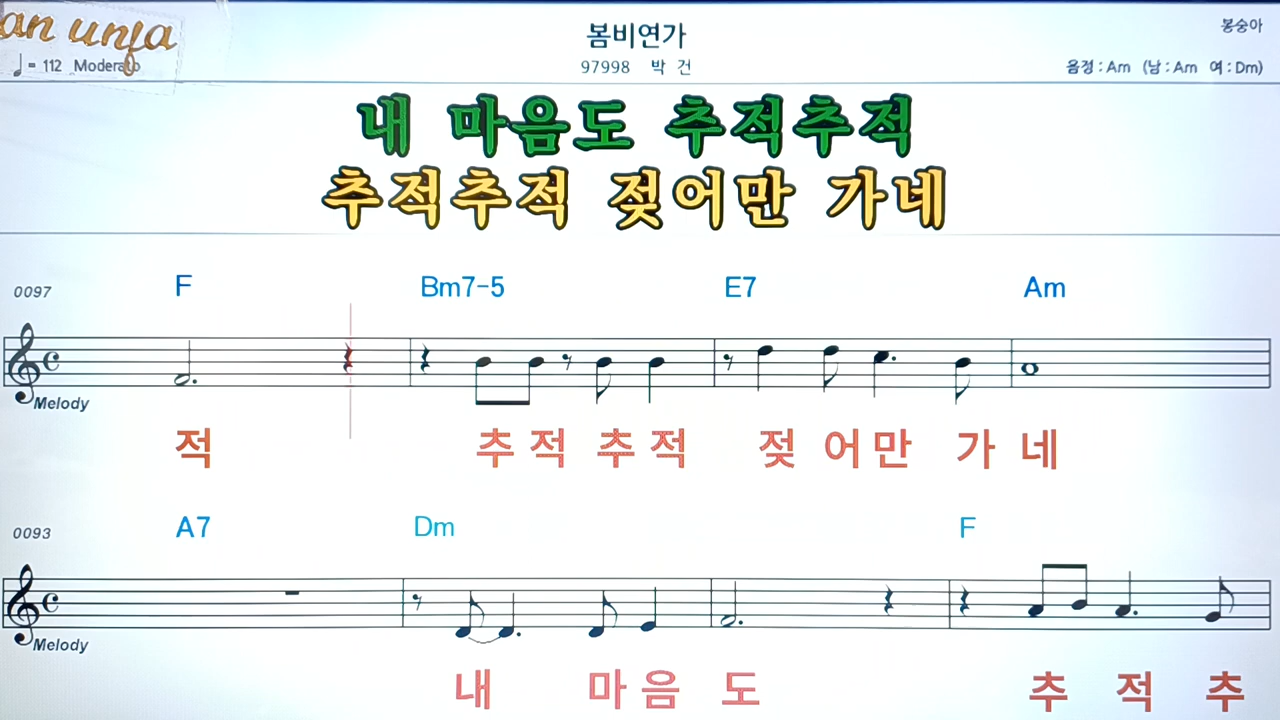 an unfa
봄비연가
봉숭아
♩= 112 Moderato
97998 박 건
음정 : Am (남 : Am 여 : Dm)
내 마음도 추적추적
추적추적 젖어만 가네
0097
F Bm7-5 E7 Am
Melody
적 추 적 추 적 젖 어 만 가 네
0093
A7 Dm F
Melody
내 마 음 도 추 적 추